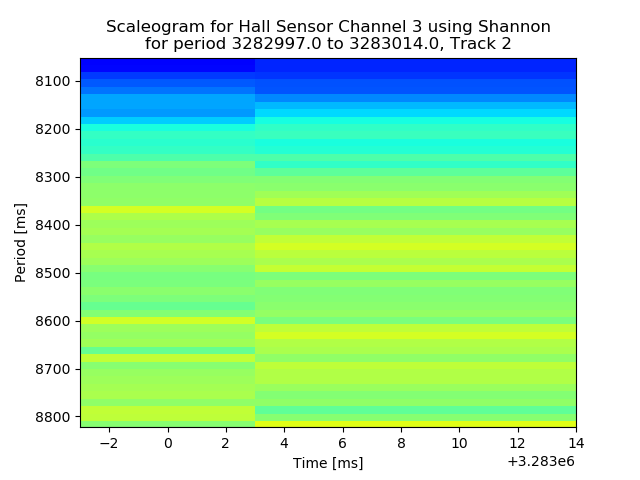 Scaleogram for Hall Sensor Channel 3 using Shannon
for period 3282997.0 to 3283014.0, Track 2
8100
8200
8300
8400
8500
8600
8700
8800
Period [ms]
−2 0 2 4 6 8 10 12 14
Time [ms]
+3.283e6